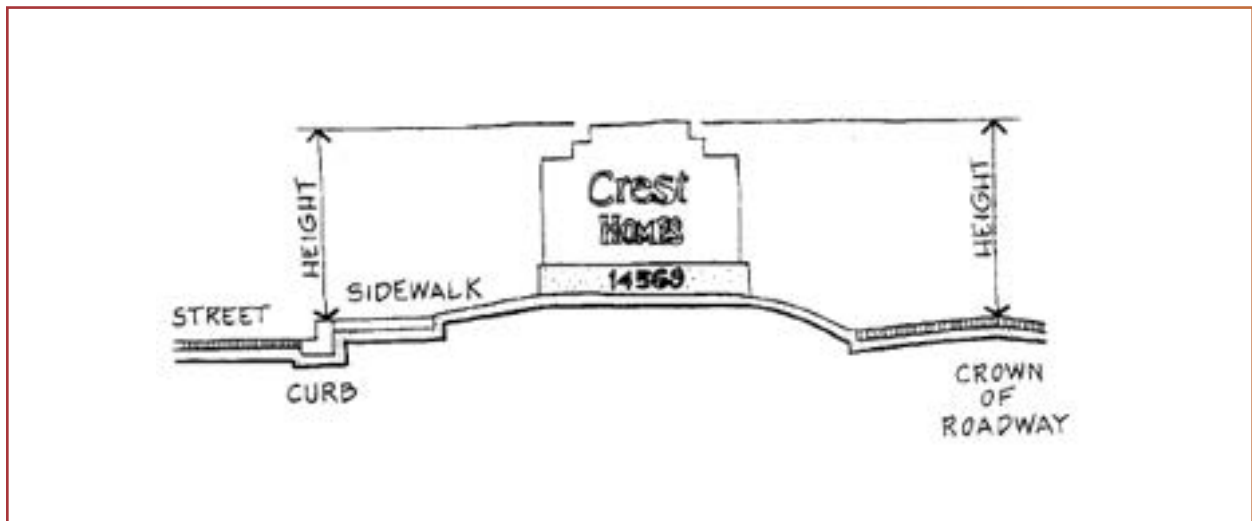 HEIGHT
Crest
HOMES
14569
HEIGHT
SIDEWALK
STREET
CURB
CROWN
OF
ROADWAY